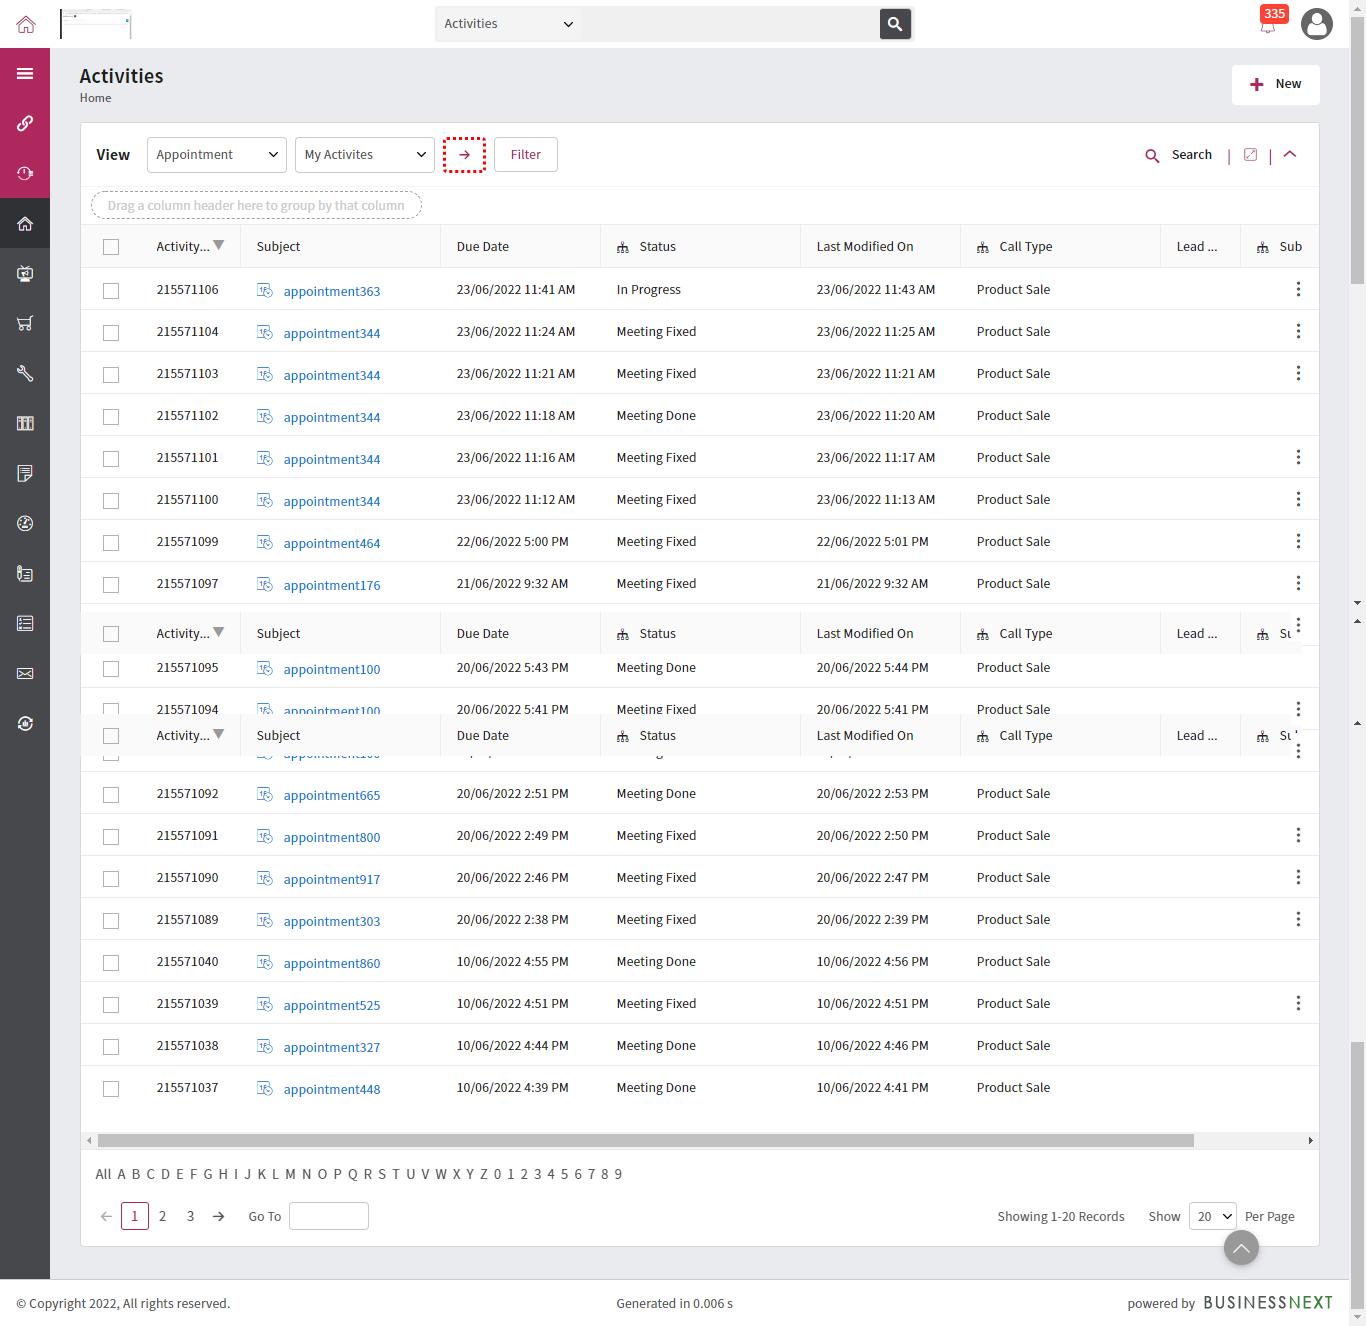 Activities
335
Activities
Home
New
View Appointment My Activites Filter Search
Drag a column header here to group by that column
Activity... Subject Due Date Status Last Modified On Call Type Lead ... Sub
215571106 appointment363 23/06/2022 11:41 AM In Progress 23/06/2022 11:43 AM Product Sale
215571104 appointment344 23/06/2022 11:24 AM Meeting Fixed 23/06/2022 11:25 AM Product Sale
215571103 appointment344 23/06/2022 11:21 AM Meeting Fixed 23/06/2022 11:21 AM Product Sale
215571102 appointment344 23/06/2022 11:18 AM Meeting Done 23/06/2022 11:20 AM Product Sale
215571101 appointment344 23/06/2022 11:16 AM Meeting Fixed 23/06/2022 11:17 AM Product Sale
215571100 appointment344 23/06/2022 11:12 AM Meeting Fixed 23/06/2022 11:13 AM Product Sale
215571099 appointment464 22/06/2022 5:00 PM Meeting Fixed 22/06/2022 5:01 PM Product Sale
215571097 appointment176 21/06/2022 9:32 AM Meeting Fixed 21/06/2022 9:32 AM Product Sale
Activity... Subject Due Date Status Last Modified On Call Type Lead ...
215571095 appointment100 20/06/2022 5:43 PM Meeting Done 20/06/2022 5:44 PM Product Sale
215571094 appointment100 20/06/2022 5:41 PM Meeting Fixed 20/06/2022 5:41 PM Product Sale
Activity... Subject Due Date Status Last Modified On Call Type Lead ...
215571092 appointment665 20/06/2022 2:51 PM Meeting Done 20/06/2022 2:53 PM Product Sale
215571091 appointment800 20/06/2022 2:49 PM Meeting Fixed 20/06/2022 2:50 PM Product Sale
215571090 appointment917 20/06/2022 2:46 PM Meeting Fixed 20/06/2022 2:47 PM Product Sale
215571089 appointment303 20/06/2022 2:38 PM Meeting Fixed 20/06/2022 2:39 PM Product Sale
215571040 appointment860 10/06/2022 4:55 PM Meeting Done 10/06/2022 4:56 PM Product Sale
215571039 appointment525 10/06/2022 4:51 PM Meeting Fixed 10/06/2022 4:51 PM Product Sale
215571038 appointment327 10/06/2022 4:44 PM Meeting Done 10/06/2022 4:46 PM Product Sale
215571037 appointment448 10/06/2022 4:39 PM Meeting Done 10/06/2022 4:41 PM Product Sale
All A B C D E F G H I J K L M N O P Q R S T U V W X Y Z 0 1 2 3 4 5 6 7 8 9
1 2 3 Go To Showing 1-20 Records Show 20 Per Page
© Copyright 2022, All rights reserved. Generated in 0.006 s powered by BUSINESSNEXT